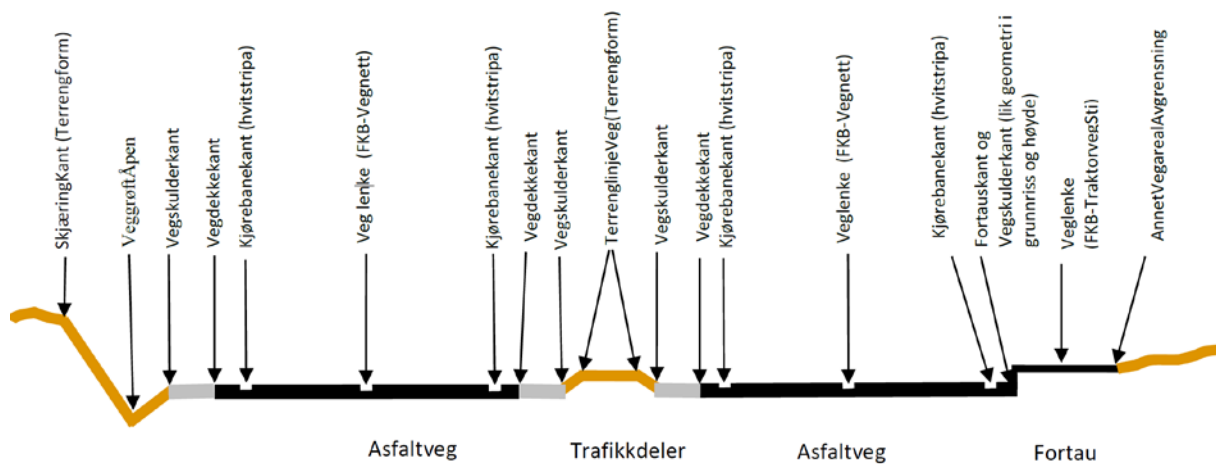 SkjæringKant (Terrengform)
VeggrøftÅpen
Vegskulderkant
Vegdekkekant
Kjørebanekant (hvitstripa)
Veg lenke (FKB-Vegnett)
Kjørebanekant (hvitstripa)
Vegdekkekant
Vegskulderkant
TerrenglinjeVeg(Terrengform)
Vegskulderkant
Vegdekkekant
Kjørebanekant (hvitstripa)
Veglenke (FKB-Vegnett)
Kjørebanekant (hvitstripa)
Fortauskant og
Vegskulderkant (lik geometri i
grunnriss og høyde)
Veglenke
(FKB-TraktorvegSti)
AnnetVegarealAvgrensning
Asfaltveg
Trafikkdeler
Asfaltveg
Fortau